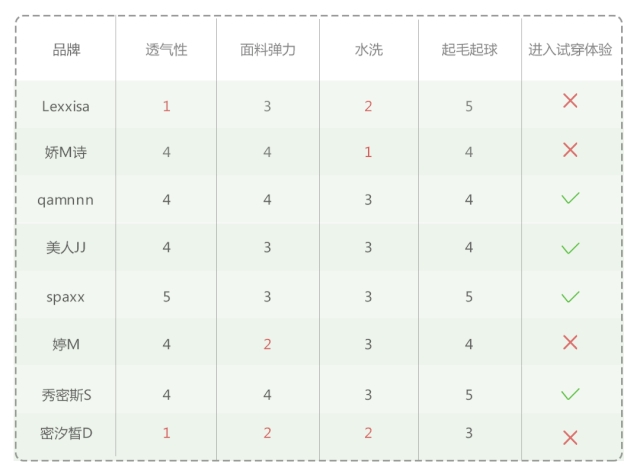 品牌 透气性 面料弹力 水洗 起毛起球 进入试穿体验
Lexxisa 1 3 2 5
娇M诗 4 4 1 4
qamnnn 4 4 3 4
美人JJ 4 3 3 4
spaxx 5 3 3 5
婷M 4 2 3 4
秀密斯S 4 4 3 5
密汐皙D 1 2 2 3